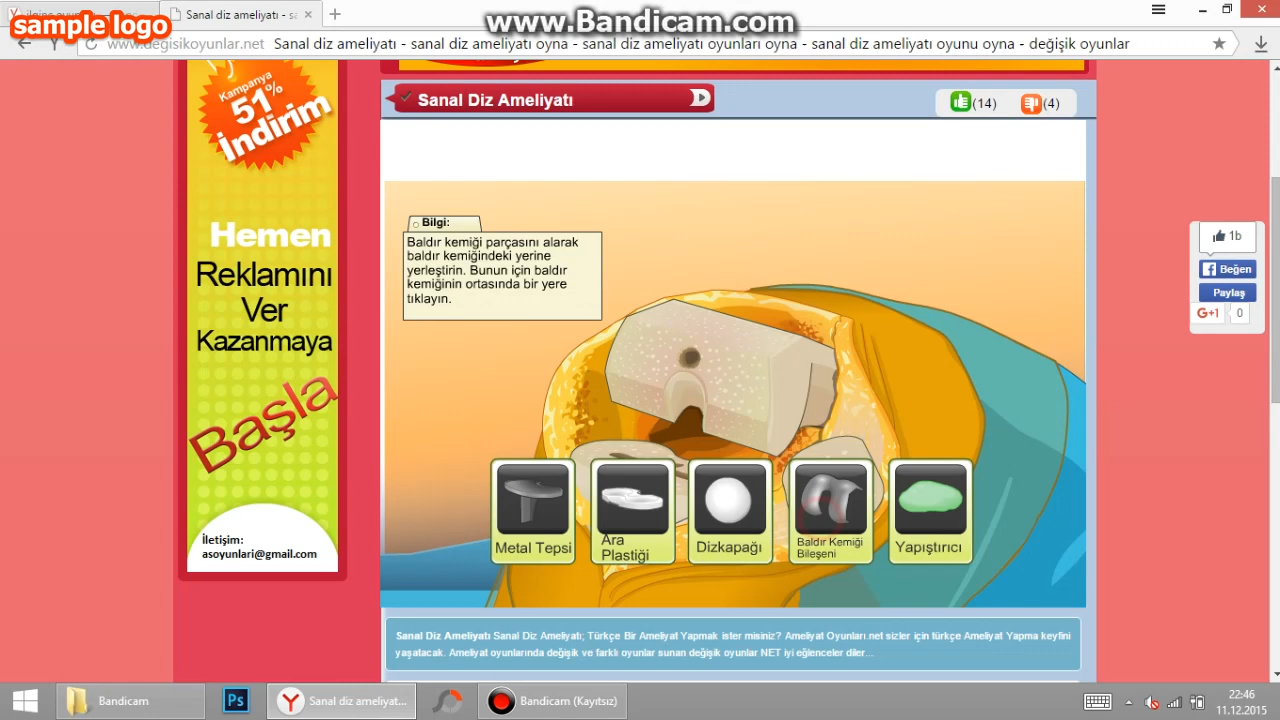 www.Bandicam.com
sample logo
Sanal diz ameliyatı - sa
www.degisikoyunlar.net Sanal diz ameliyatı - sanal diz ameliyatı oyna - sanal diz ameliyatı oyunları oyna - sanal diz ameliyatı oyunu oyna - değişik oyunlar
Kampanya
51%
İndirim
Hemen
Reklamını
Ver
Kazanmaya
Başla
İletişim:
asoyunlari@gmail.com
Sanal Diz Ameliyatı
(14)
(4)
Bilgi:
Baldır kemiği parçasını alarak
baldır kemiğindeki yerine
yerleştirin. Bunun için baldır
kemiğinin ortasında bir yere
tıklayın.
Metal Tepsi
Ara
Plastiği
Dizkapağı
Baldır Kemiği
Bileşeni
Yapıştırıcı
1b
Beğen
Paylaş
G+1 0
Sanal Diz Ameliyatı Sanal Diz Ameliyatı; Türkçe Bir Ameliyat Yapmak ister misiniz? Ameliyat Oyunları.net sizler için türkçe Ameliyat Yapma keyfini
yaşatacak. Ameliyat oyunlarında değişik ve farklı oyunlar sunan değişik oyunlar NET iyi eğlenceler diler...
Bandicam
Ps
Sanal diz ameliyat...
Bandicam (Kayıtsız)
22:46
11.12.2015